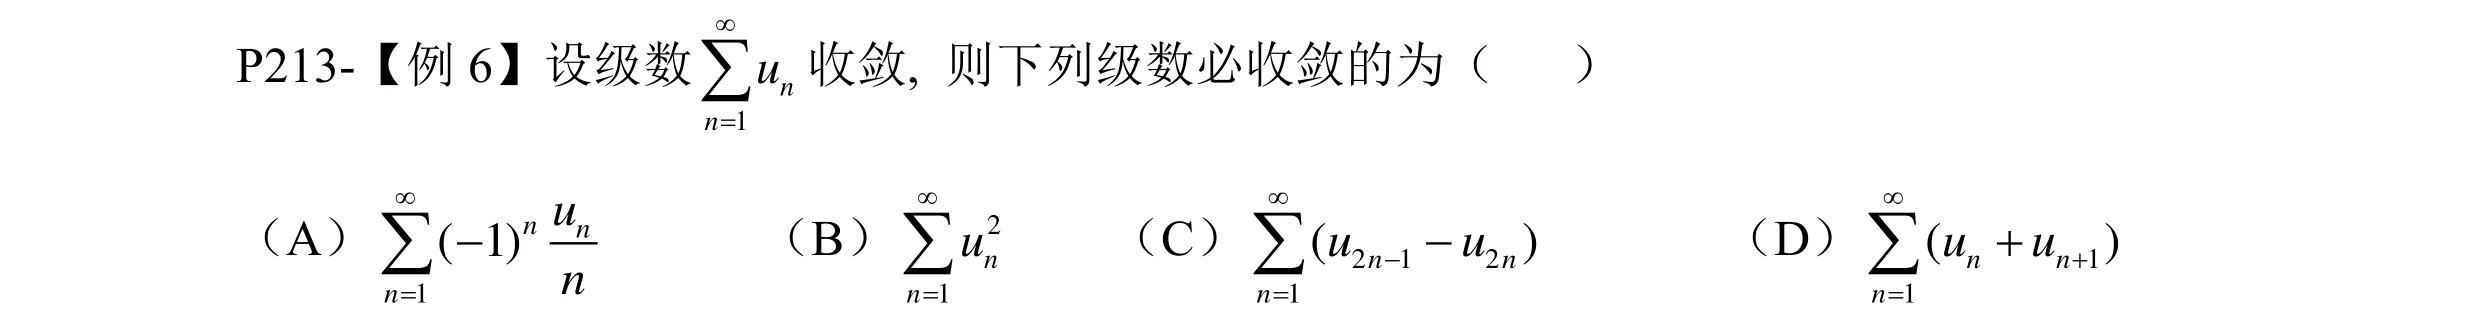 P213-【例 6】设级数 $\sum_{n=1}^{\infty} u_n$ 收敛, 则下列级数必收敛的为（  ）
（A）$\sum_{n=1}^{\infty} (-1)^n \frac{u_n}{n}$ （B）$\sum_{n=1}^{\infty} u_n^2$ （C）$\sum_{n=1}^{\infty} (u_{2n-1} - u_{2n})$ （D）$\sum_{n=1}^{\infty} (u_n + u_{n+1})$